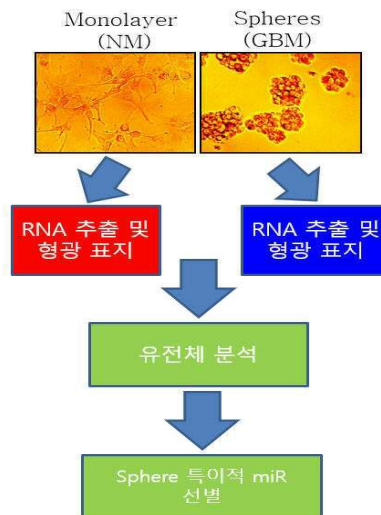 Monolayer
(NM)
Spheres
(GBM)
RNA 추출 및
형광 표지
RNA 추출 및
형광 표지
유전체 분석
Sphere 특이적 miR
선별